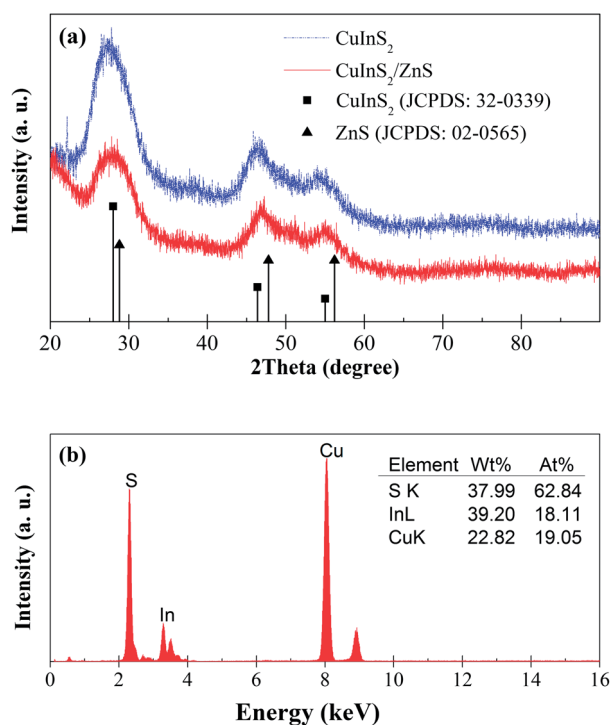 (a)
CuInS₂
CuInS₂/ZnS
CuInS₂ (JCPDS: 32-0339)
ZnS (JCPDS: 02-0565)
Intensity (a. u.)
20 30 40 50 60 70 80
2Theta (degree)
(b)
S
In
Cu
Element Wt% At%
S K 37.99 62.84
InL 39.20 18.11
CuK 22.82 19.05
Intensity (a. u.)
0 2 4 6 8 10 12 14 16
Energy (keV)